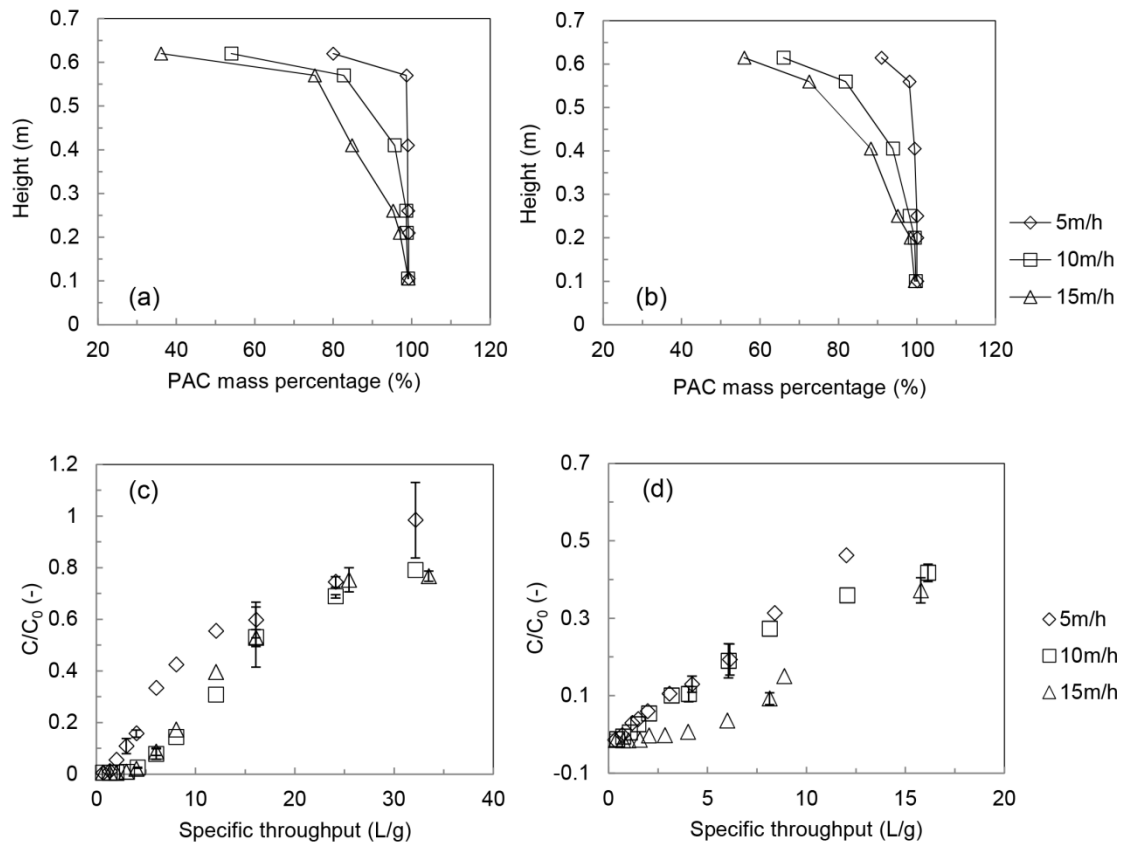 0.7
0.6
0.5
0.4
0.3
0.2
0.1
0
Height (m)
(a)
20 40 60 80 100 120
PAC mass percentage (%)
0.7
0.6
0.5
0.4
0.3
0.2
0.1
0
Height (m)
(b)
20 40 60 80 100 120
PAC mass percentage (%)
5m/h
10m/h
15m/h
1.2
1
0.8
0.6
0.4
0.2
0
C/C0 (-)
(c)
0 10 20 30 40
Specific throughput (L/g)
0.7
0.5
0.3
0.1
-0.1
C/C0 (-)
(d)
0 5 10 15 20
Specific throughput (L/g)
5m/h
10m/h
15m/h